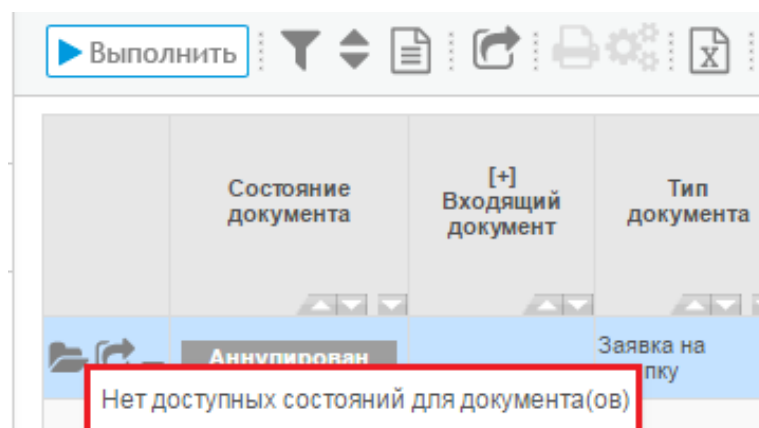 Выполнить
Состояние
документа
[+]
Входящий
документ
Тип
документа
Аннулирован
Заявка на
Нет доступных состояний для документа(ов)